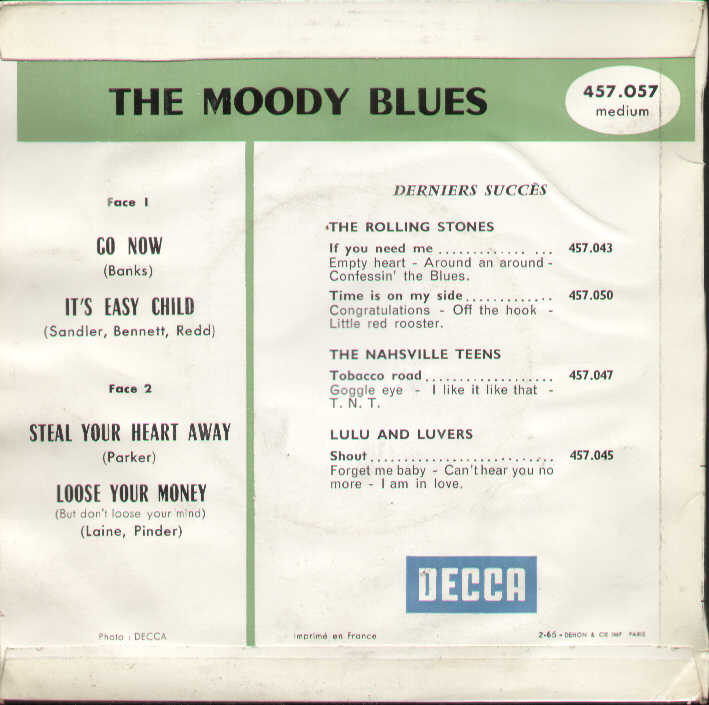 THE MOODY BLUES
457.057
medium
Face 1
GO NOW
(Banks)
IT'S EASY CHILD
(Sandler, Bennett, Redd)
Face 2
STEAL YOUR HEART AWAY
(Parker)
LOOSE YOUR MONEY
(But don't loose your mind)
(Laine, Pinder)
Photo : DECCA
DERNIERS SUCCÈS
THE ROLLING STONES
If you need me ............. ... 457.043
Empty heart - Around an around -
Confessin' the Blues.
Time is on my side ............. 457.050
Congratulations - Off the hook -
Little red rooster.
THE NAHSVILLE TEENS
Tobacco road .................. 457.047
Goggle eye - I like it like that -
T. N. T.
LULU AND LUVERS
Shout .......................... 457.045
Forget me baby - Can't hear you no
more - I am in love.
DECCA
Imprimé en France
2-65 - DEHON & CIE IMP. PARIS